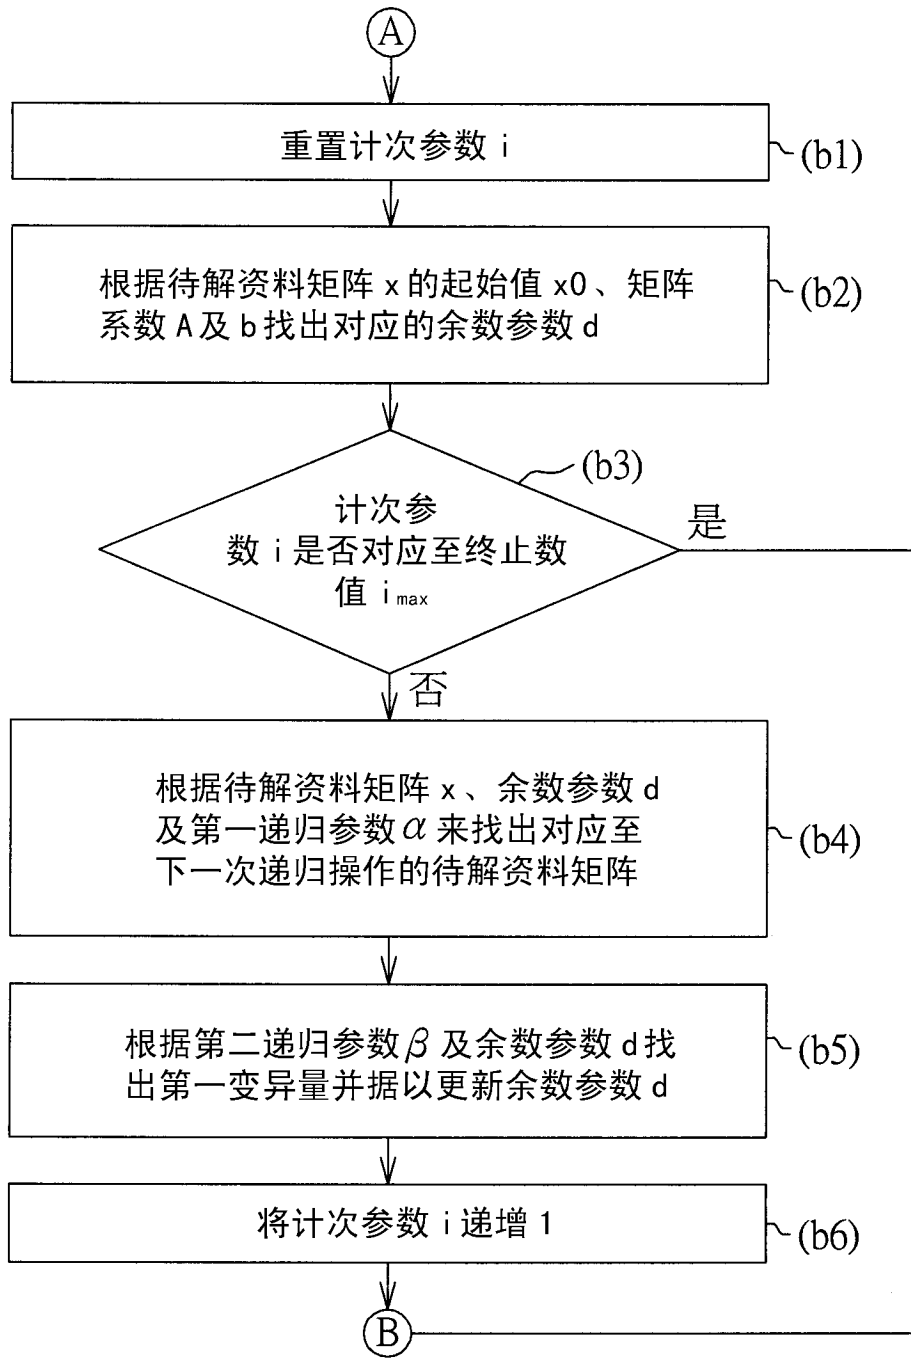 A
重置计次参数 i
(b1)
根据待解资料矩阵 x 的起始值 x0、矩阵
系数 A 及 b 找出对应的余数参数 d
(b2)
(b3)
计次参
数 i 是否对应至终止数
值 imax
是
否
根据待解资料矩阵 x、余数参数 d
及第一递归参数 α 来找出对应至
下一次递归操作的待解资料矩阵
(b4)
根据第二递归参数 β 及余数参数 d 找
出第一变异量并据以更新余数参数 d
(b5)
将计次参数 i 递增 1
(b6)
B